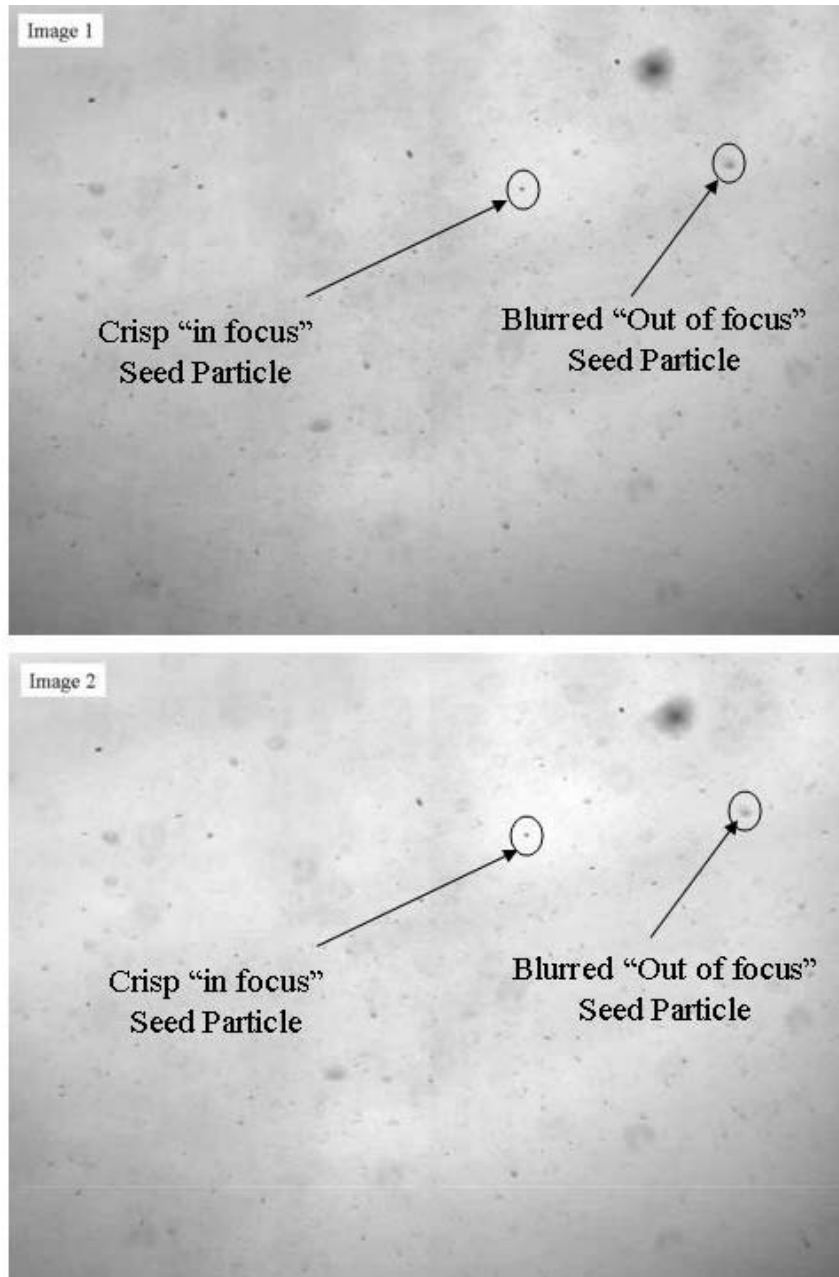 Image 1
Crisp “in foc”
Seed Particle
Blurred “Out of focus”
Seed Particle
Image 2
Crisp “in focus”
Seed Particle
Blurred “Out of focus”
Seed Particle